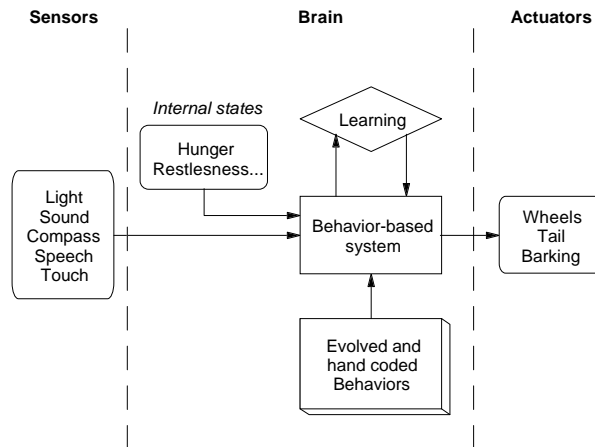 Sensors
Brain
Actuators
Internal states
Hunger
Restlesness...
Learning
Light
Sound
Compass
Speech
Touch
Behavior-based
system
Wheels
Tail
Barking
Evolved and
hand coded
Behaviors